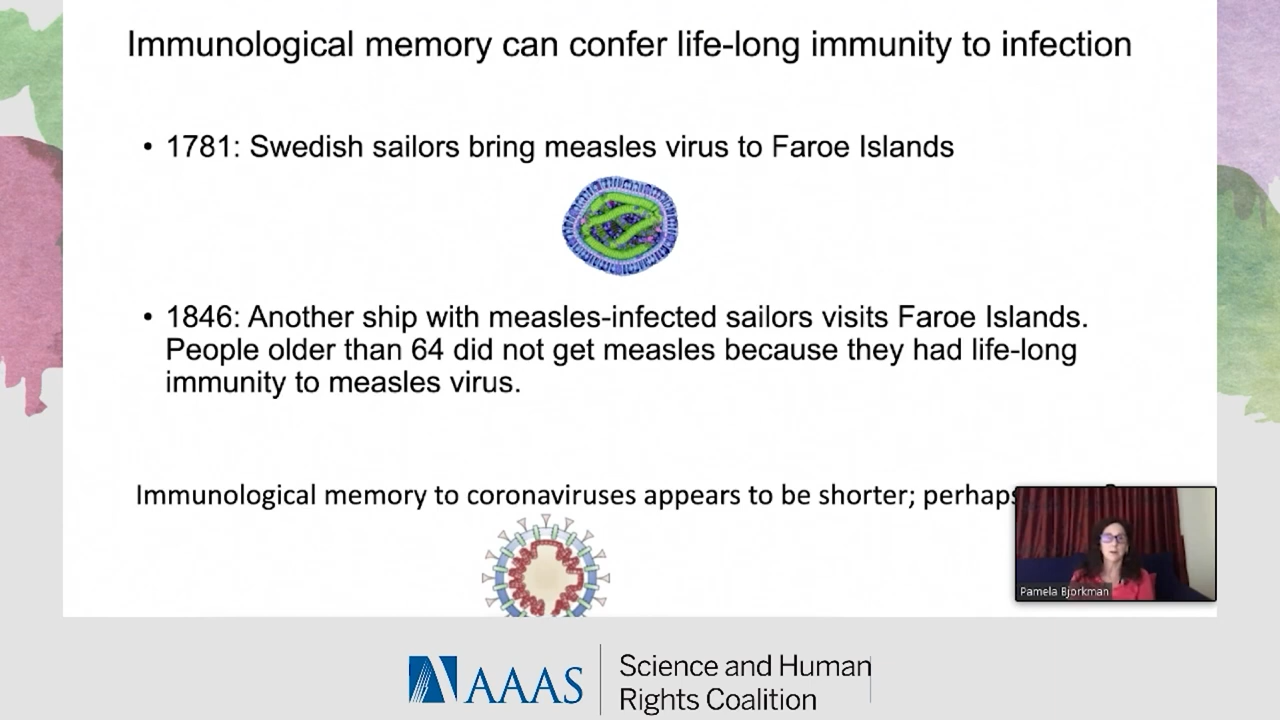 Immunological memory can confer life-long immunity to infection
• 1781: Swedish sailors bring measles virus to Faroe Islands
• 1846: Another ship with measles-infected sailors visits Faroe Islands.
People older than 64 did not get measles because they had life-long
immunity to measles virus.
Immunological memory to coronaviruses appears to be shorter; perhaps
Pamela Bjorkman
AAAS
Science and Human
Rights Coalition